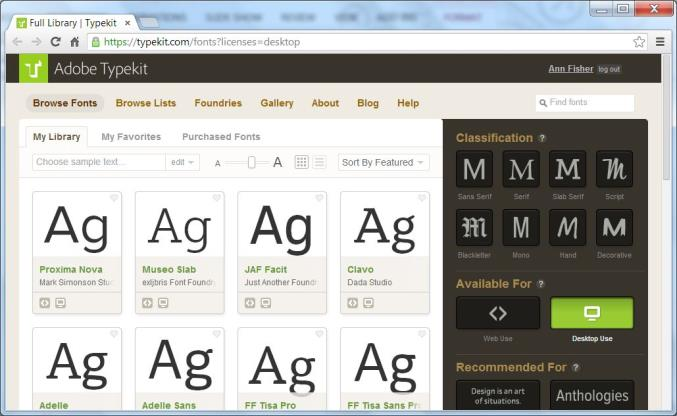 Full Library | Typekit
https://typekit.com/fonts?licenses=desktop
Adobe Typekit
Ann Fisher log out
Browse Fonts Browse Lists Foundries Gallery About Blog Help
Find fonts
My Library My Favorites Purchased Fonts
Choose sample text... edit A A Sort By Featured
Ag Ag Ag Ag
Proxima Nova Museo Slab JAF Facit Clavo
Mark Simonson Stu exljbris Font Foundr Just Another Foundr Dada Studio
Ag Ag Ag Ag
Adelle Adelle Sans FF Tisa Pro FF Tisa Sans Pr
Classification ?
M M M M
Sans Serif Serif Slab Serif Script
M M M M
Blackletter Mono Hand Decorative
Available For ?
Web Use Desktop Use
Recommended For ?
Design is an art
of situations.
Anthologies